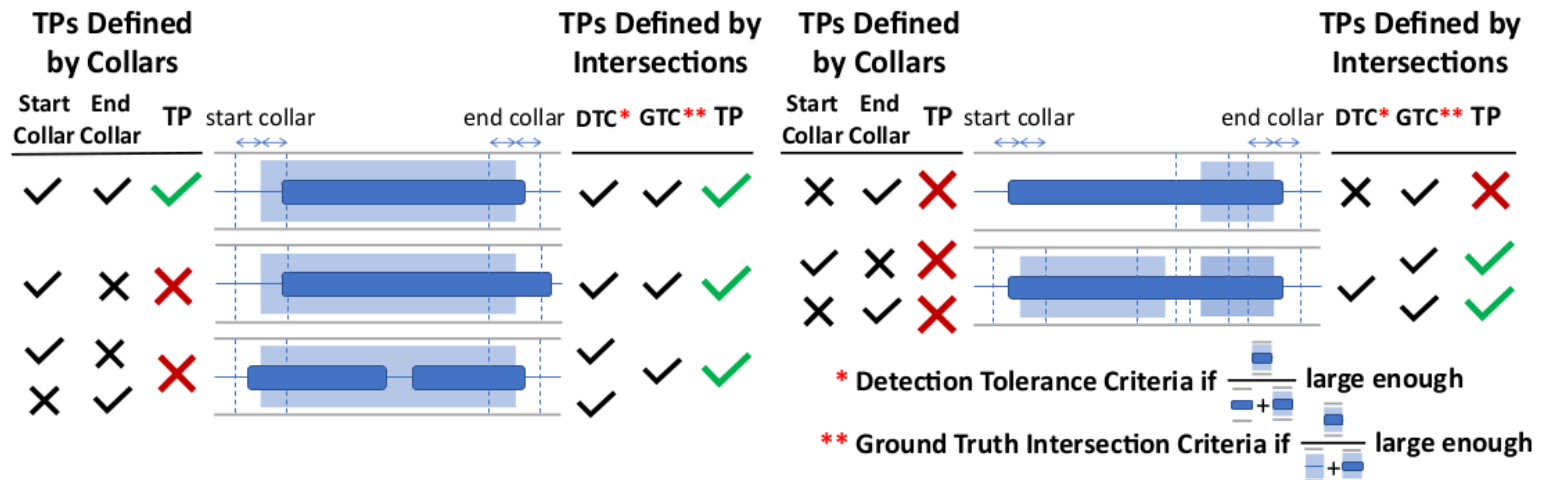 TPs Defined
by Collars
Start
Collar
End
Collar
TP
start collar
end collar
TPs Defined by
Intersections
DTC* GTC** TP
TPs Defined
by Collars
Start
Collar
End
Collar
TP
start collar
end collar
TPs Defined by
Intersections
DTC* GTC** TP
* Detection Tolerance Criteria if large enough
+
** Ground Truth Intersection Criteria if large enough
+